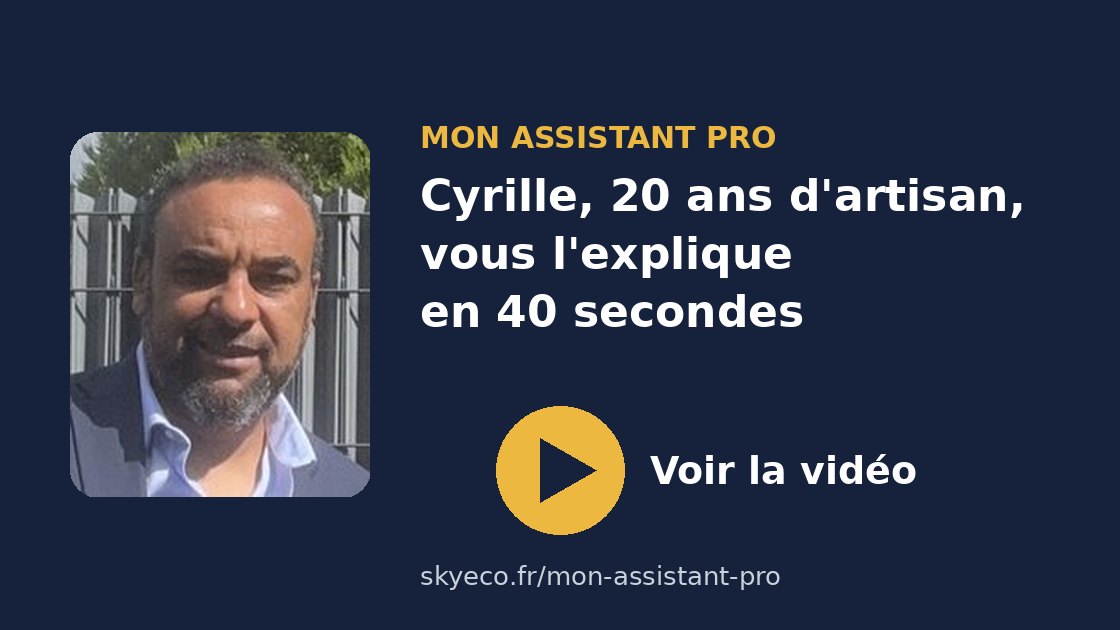 MON ASSISTANT PRO
Cyrille, 20 ans d'artisan,
vous l'explique
en 40 secondes
Voir la vidéo
skyeco.fr/mon-assistant-pro